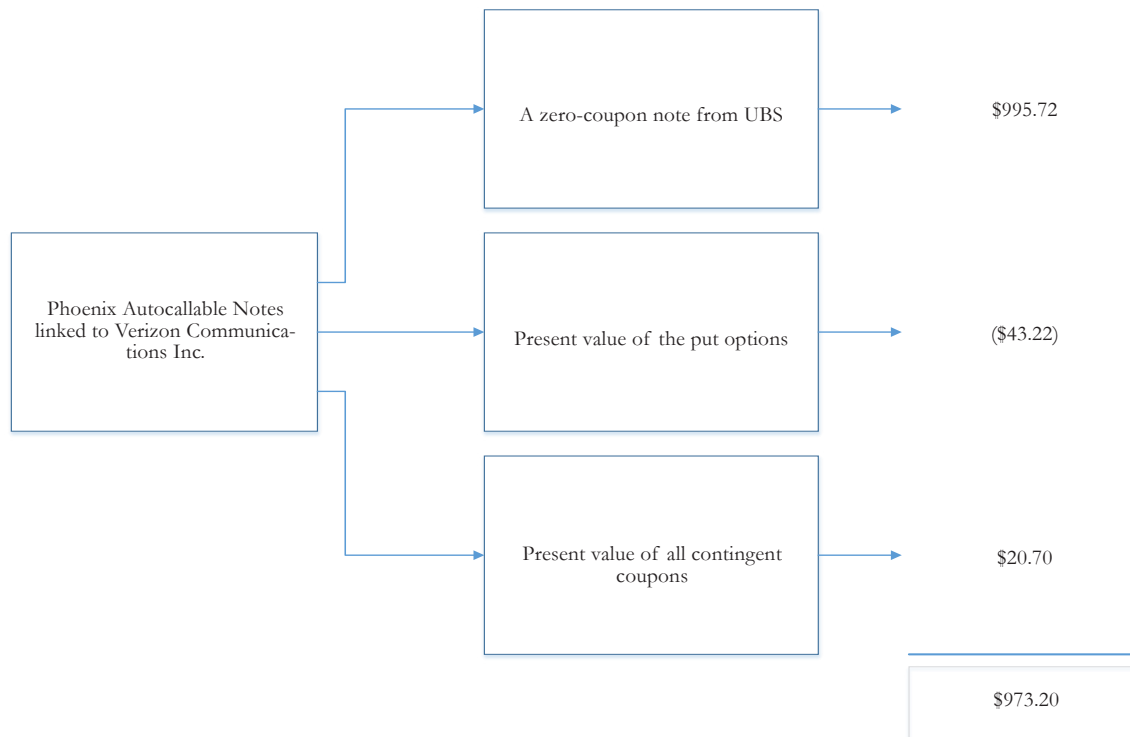 A zero-coupon note from UBS
$995.72
Phoenix Autocallable Notes
linked to Verizon Communica-
tions Inc.
Present value of the put options
($43.22)
Present value of all contingent
coupons
$20.70
$973.20